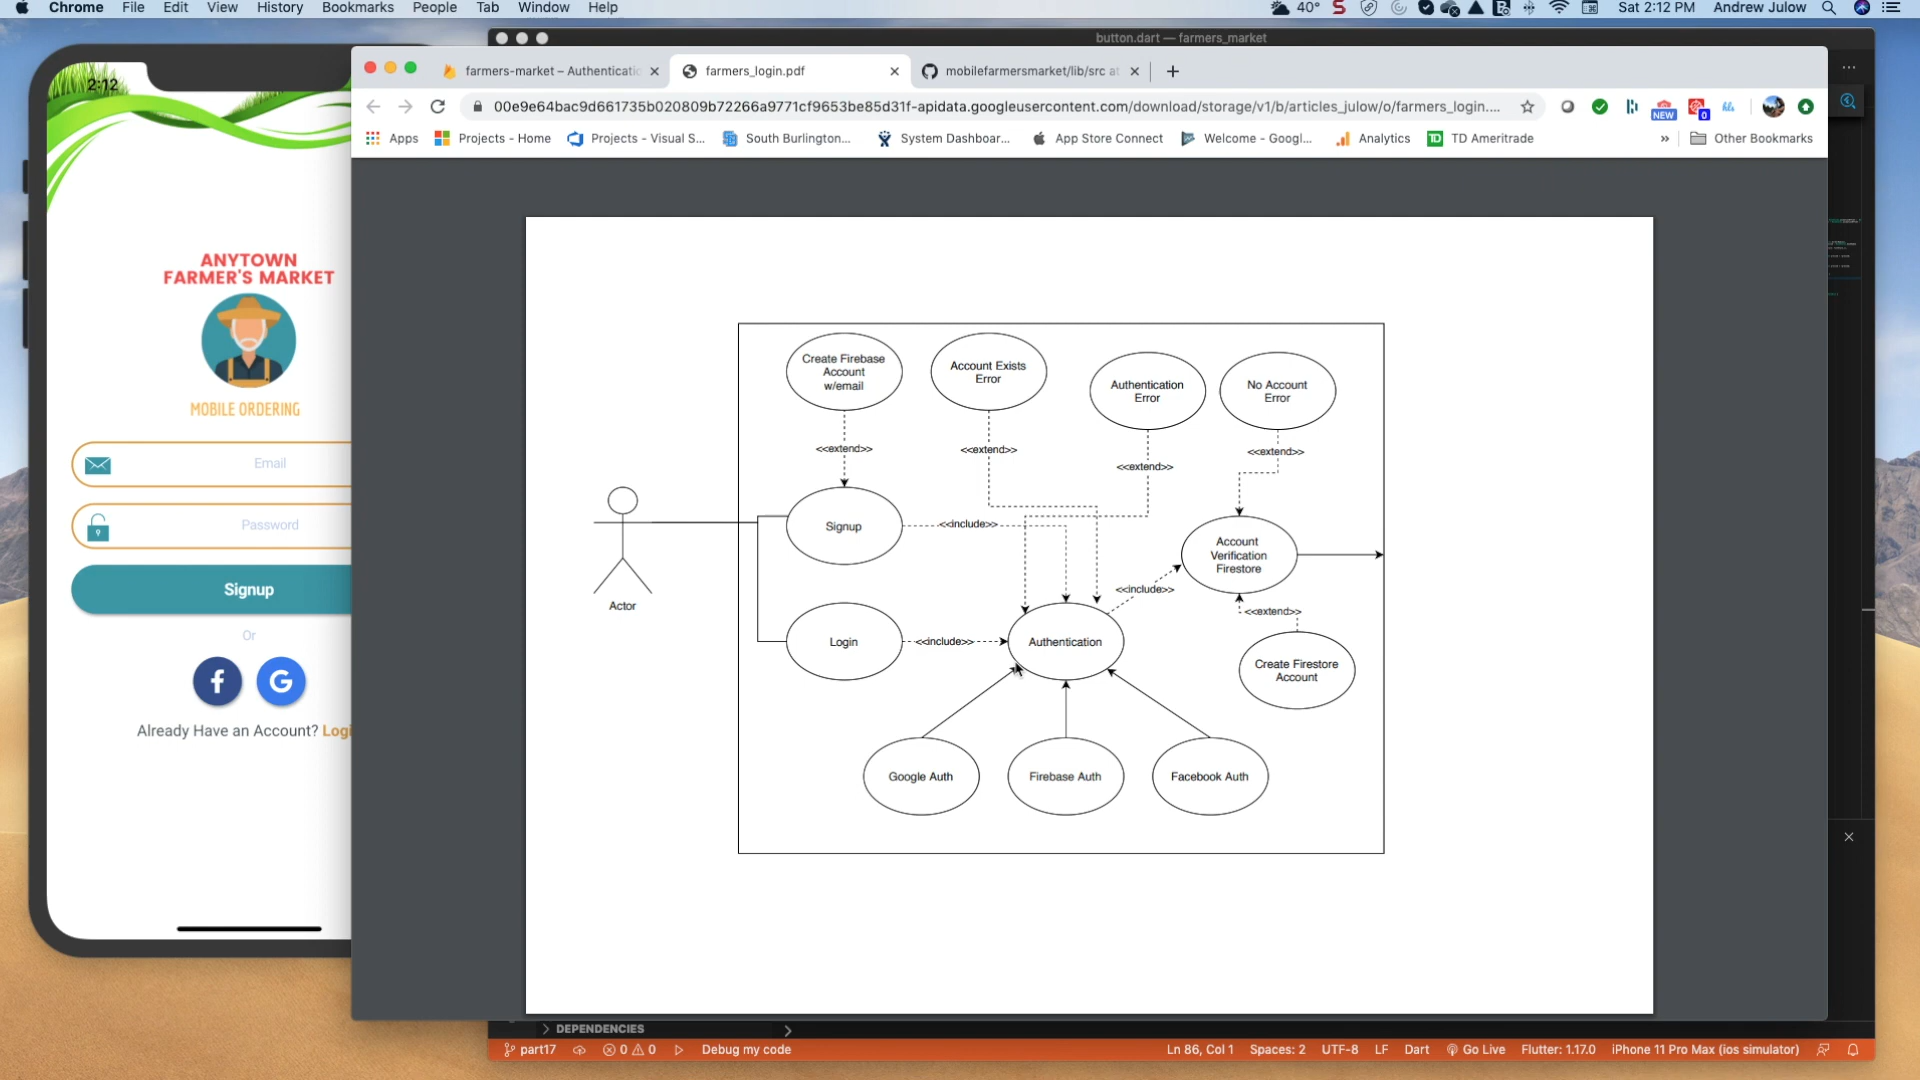 Chrome File Edit View History Bookmarks People Tab Window Help
40° Sat 2:12 PM Andrew Julow
button.dart — farmers_market
farmers-market – Authenticatio
farmers_login.pdf
mobilefarmersmarket/lib/src at
00e9e64bac9d661735b020809b72266a9771cf9653be85d31f-apidata.googleusercontent.com/download/storage/v1/b/articles_julow/o/farmers_login....
NEW
0
Apps
Projects - Home
Projects - Visual S...
South Burlington...
System Dashboar...
App Store Connect
Welcome - Googl...
Analytics
TD Ameritrade
»
Other Bookmarks
2:12
ANYTOWN
FARMER'S MARKET
MOBILE ORDERING
Email
Password
Signup
Or
f
G
Already Have an Account? Logi
Create Firebase
Account
w/email
Account Exists
Error
Authentication
Error
No Account
Error
<<extend>>
<<extend>>
<<extend>>
<<extend>>
Actor
Signup
<<include>>
Account
Verification
Firestore
<<include>>
<<extend>>
Login
<<include>>
Authentication
Create Firestore
Account
Google Auth
Firebase Auth
Facebook Auth
DEPENDENCIES
part17
0 0
Debug my code
Ln 86, Col 1
Spaces: 2
UTF-8
LF
Dart
Go Live
Flutter: 1.17.0
iPhone 11 Pro Max (ios simulator)